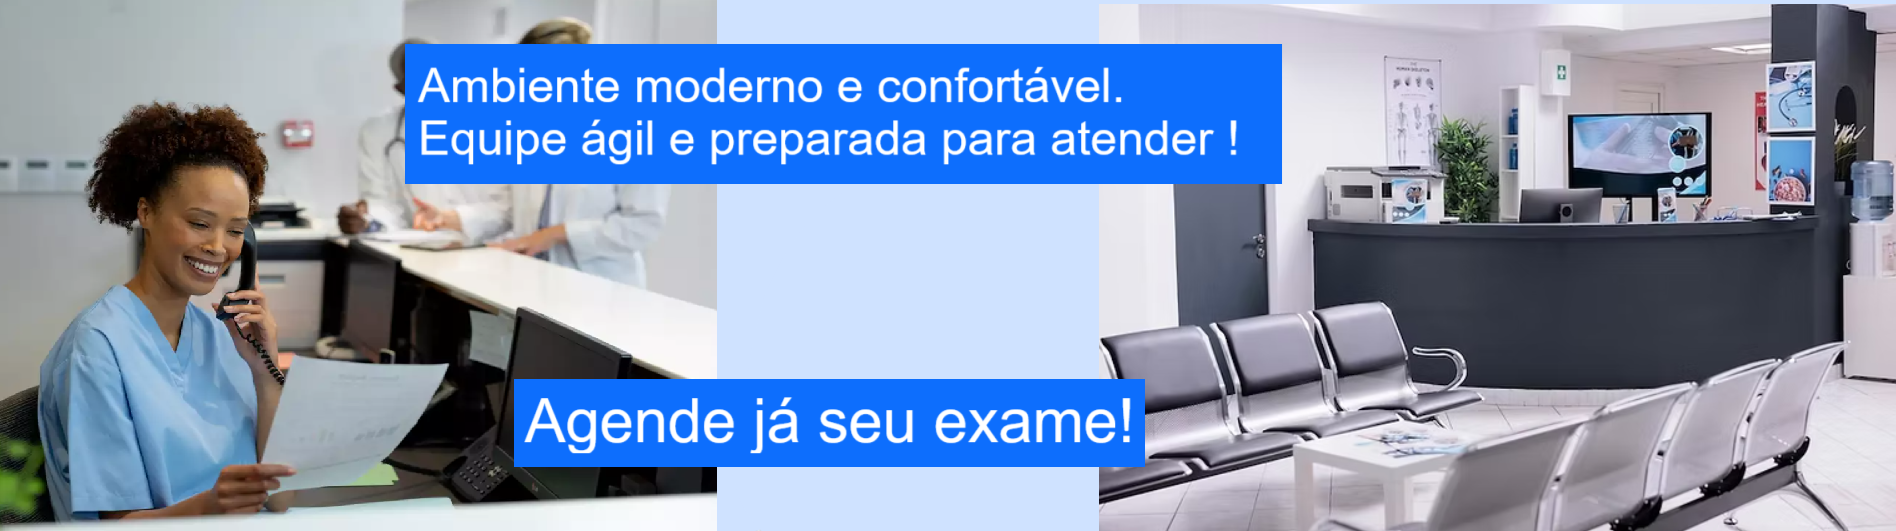 Ambiente moderno e confortável.
Equipe ágil e preparada para atender !
Agende já seu exame!